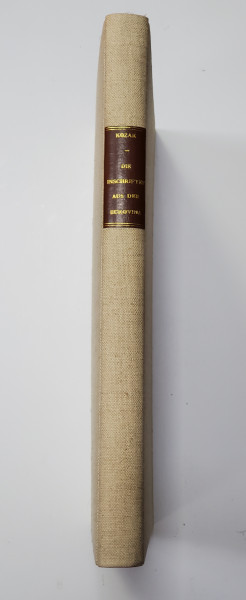 KOZAK
–
DIE
INSCHRIFTEN
AUS DER
BUKOVINA